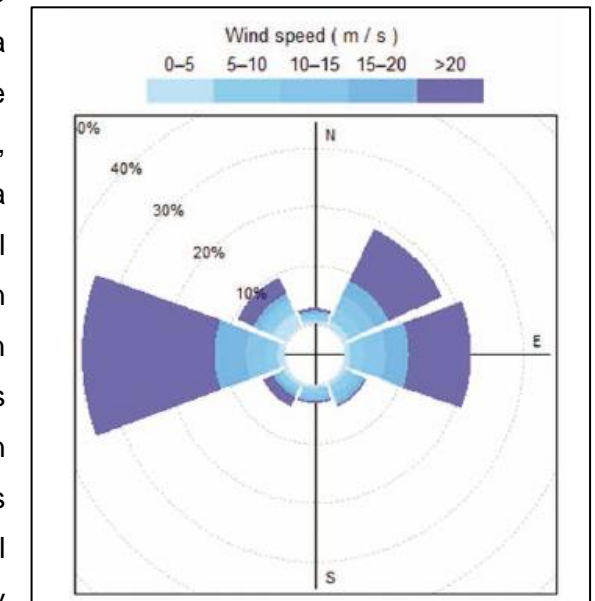 a
e
,
a
l
n
n
s
n
s
l
y
Wind speed ( m / s )
0–5 5–10 10–15 15–20 >20
0%
N
40%
30%
20%
10%
E
S